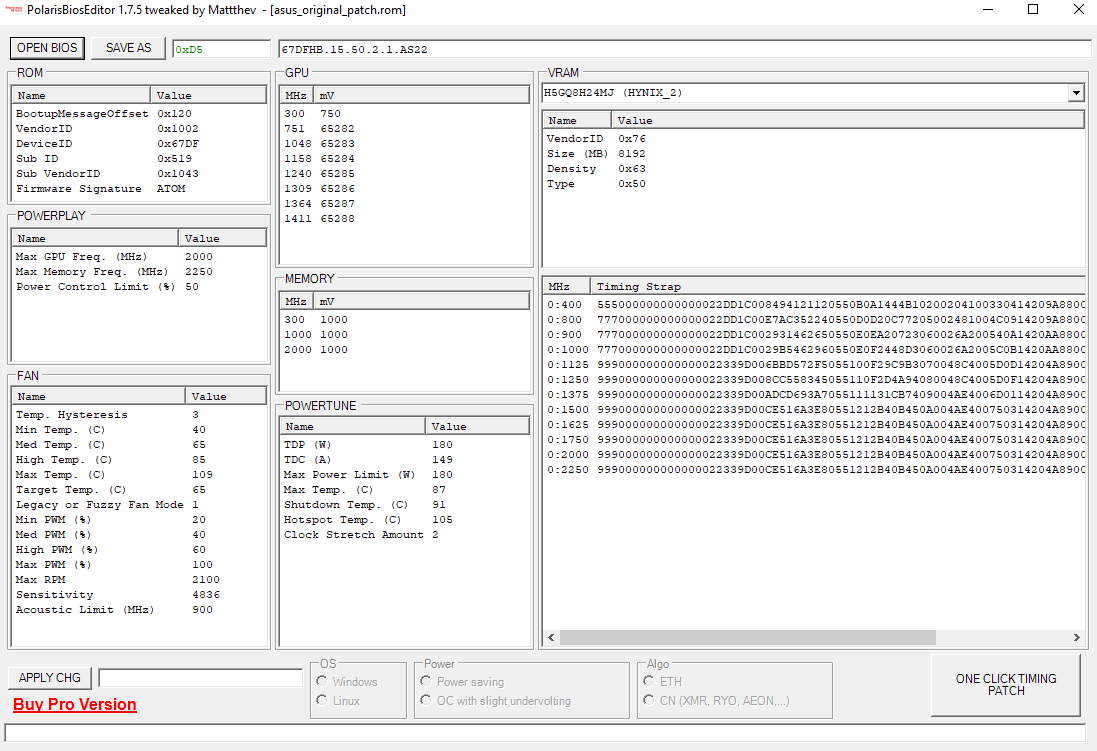 PolarisBiosEditor 1.7.5 tweaked by Mattthev - [asus_original_patch.rom]
OPEN BIOS SAVE AS 0xD5 67DFHB.15.50.2.1.AS22
ROM
Name Value
BootupMessageOffset 0x120
VendorID 0x1002
DeviceID 0x67DF
Sub ID 0x519
Sub VendorID 0x1043
Firmware Signature ATOM
POWERPLAY
Name Value
Max GPU Freq. (MHz) 2000
Max Memory Freq. (MHz) 2250
Power Control Limit (%) 50
FAN
Name Value
Temp. Hysteresis 3
Min Temp. (C) 40
Med Temp. (C) 65
High Temp. (C) 85
Max Temp. (C) 109
Target Temp. (C) 65
Legacy or Fuzzy Fan Mode 1
Min PWM (%) 20
Med PWM (%) 40
High PWM (%) 60
Max PWM (%) 100
Max RPM 2100
Sensitivity 4836
Acoustic Limit (MHz) 900
GPU
MHz mV
300 750
751 65282
1048 65283
1158 65284
1240 65285
1309 65286
1364 65287
1411 65288
MEMORY
MHz mV
300 1000
1000 1000
2000 1000
POWERTUNE
Name Value
TDP (W) 180
TDC (A) 149
Max Power Limit (W) 180
Max Temp. (C) 87
Shutdown Temp. (C) 91
Hotspot Temp. (C) 105
Clock Stretch Amount 2
VRAM
H5GQ8H24MJ (HYNIX_2)
Name Value
VendorID 0x76
Size (MB) 8192
Density 0x63
Type 0x50
MHz Timing Strap
0:400 555000000000000022DD1C008494121120550B0A1444B10200204100330414209A8800
0:800 777000000000000022DD1C00E7AC352240550D0D20C77205002481004C0914209A8800
0:900 777000000000000022DD1C002931462650550E0EA20723060026A200540A1420AA8800
0:1000 777000000000000022DD1C0029B5462960550E0F2448D3060026A2005C0B1420AA8800
0:1125 999000000000000022339D006BBD572F5055100F29C9B3070048C4005D0D14204A8900
0:1250 999000000000000022339D008CC558345055110F2D4A94080048C4005D0F14204A8900
0:1375 999000000000000022339D00ADCD693A7055111131CB7409004AE4006D0114204A8900
0:1500 999000000000000022339D00CE516A3E80551212B40B450A004AE400750314204A8900
0:1625 999000000000000022339D00CE516A3E80551212B40B450A004AE400750314204A8900
0:1750 999000000000000022339D00CE516A3E80551212B40B450A004AE400750314204A8900
0:2000 999000000000000022339D00CE516A3E80551212B40B450A004AE400750314204A8900
0:2250 999000000000000022339D00CE516A3E80551212B40B450A004AE400750314204A8900
APPLY CHG
Buy Pro Version
OS
Windows
Linux
Power
Power saving
OC with slight undervolting
Algo
ETH
CN (XMR, RYO, AEON,...)
ONE CLICK TIMING
PATCH